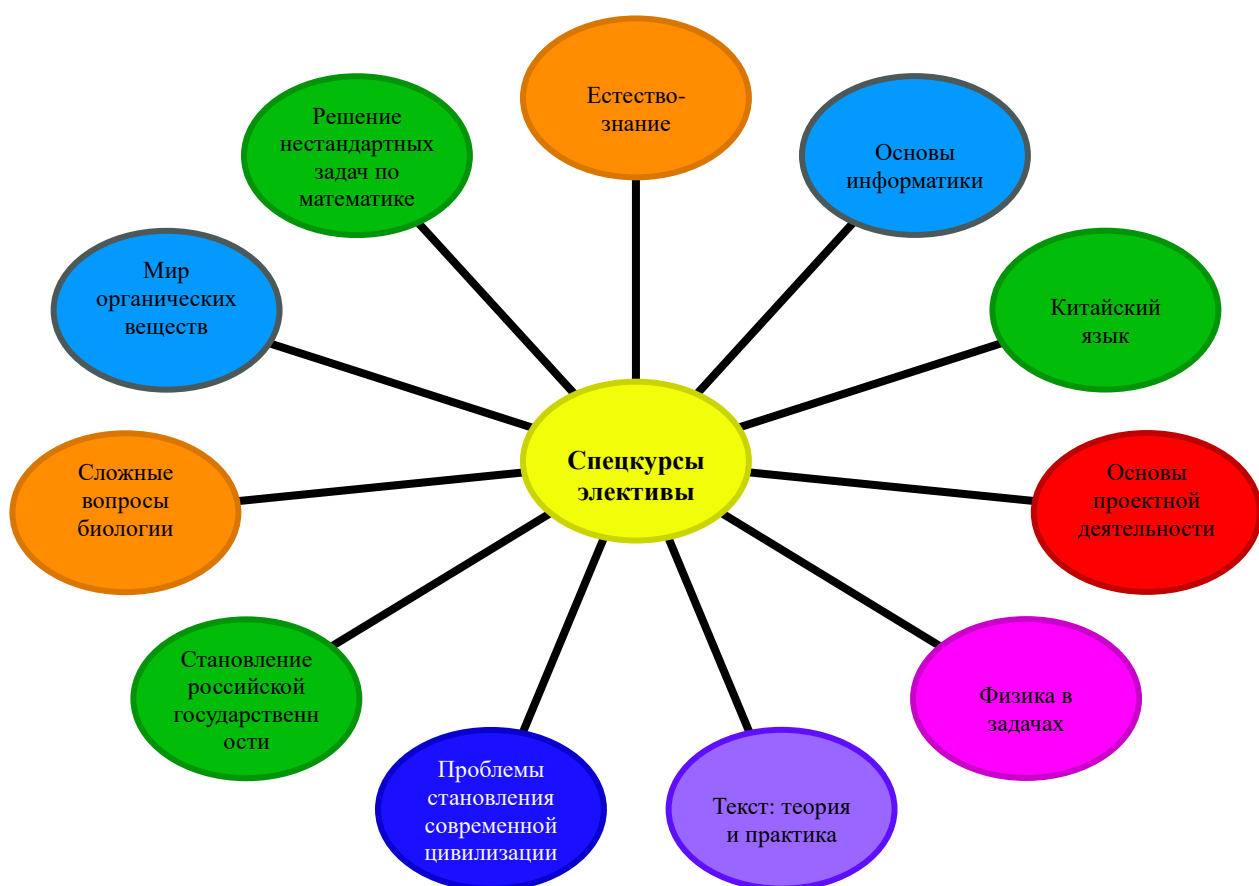 Естество-
знание
Основы
информатики
Китайский
язык
Основы
проектной
деятельности
Физика в
задачах
Текст: теория
и практика
Проблемы
становления
современной
цивилизации
Становление
российской
государственн
ости
Сложные
вопросы
биологии
Мир
органических
веществ
Решение
нестандартных
задач по
математике
Спецкурсы
элективы